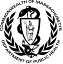 COMMONWEALTH OF MASSACHUSETTS
DEPARTMENT OF PUBLIC HEALTH